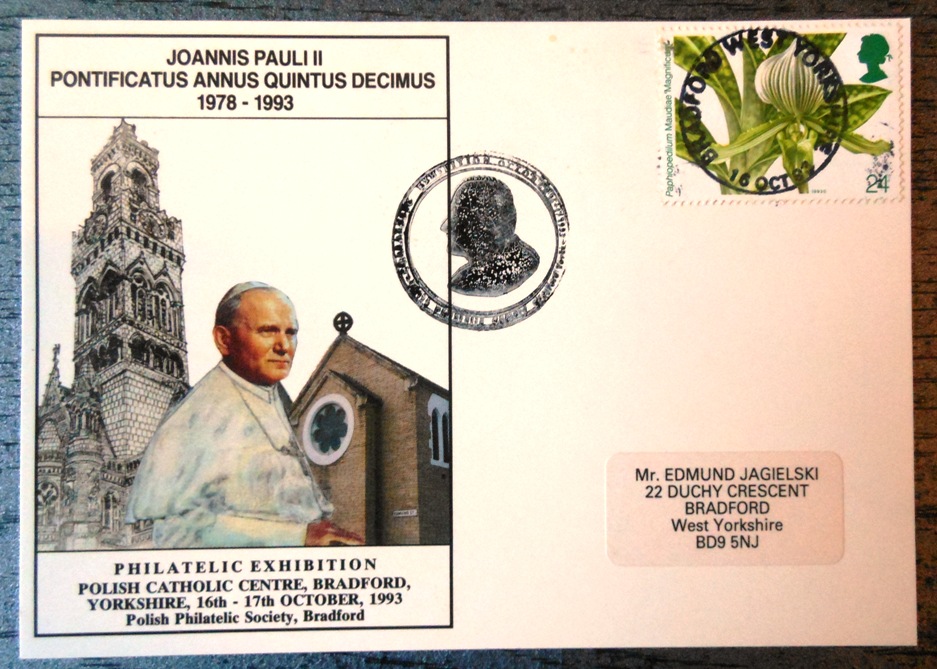 JOANNIS PAULI II
PONTIFICATUS ANNUS QUINTUS DECIMUS
1978 - 1993
PHILATELIC EXHIBITION
POLISH CATHOLIC CENTRE, BRADFORD,
YORKSHIRE, 16th - 17th OCTOBER, 1993
Polish Philatelic Society, Bradford
Paphiopedilum Maudiae 'Magnificum'
24
BRADFORD WEST YORKSHIRE
16 OCT 93
Mr. EDMUND JAGIELSKI
22 DUCHY CRESCENT
BRADFORD
West Yorkshire
BD9 5NJ